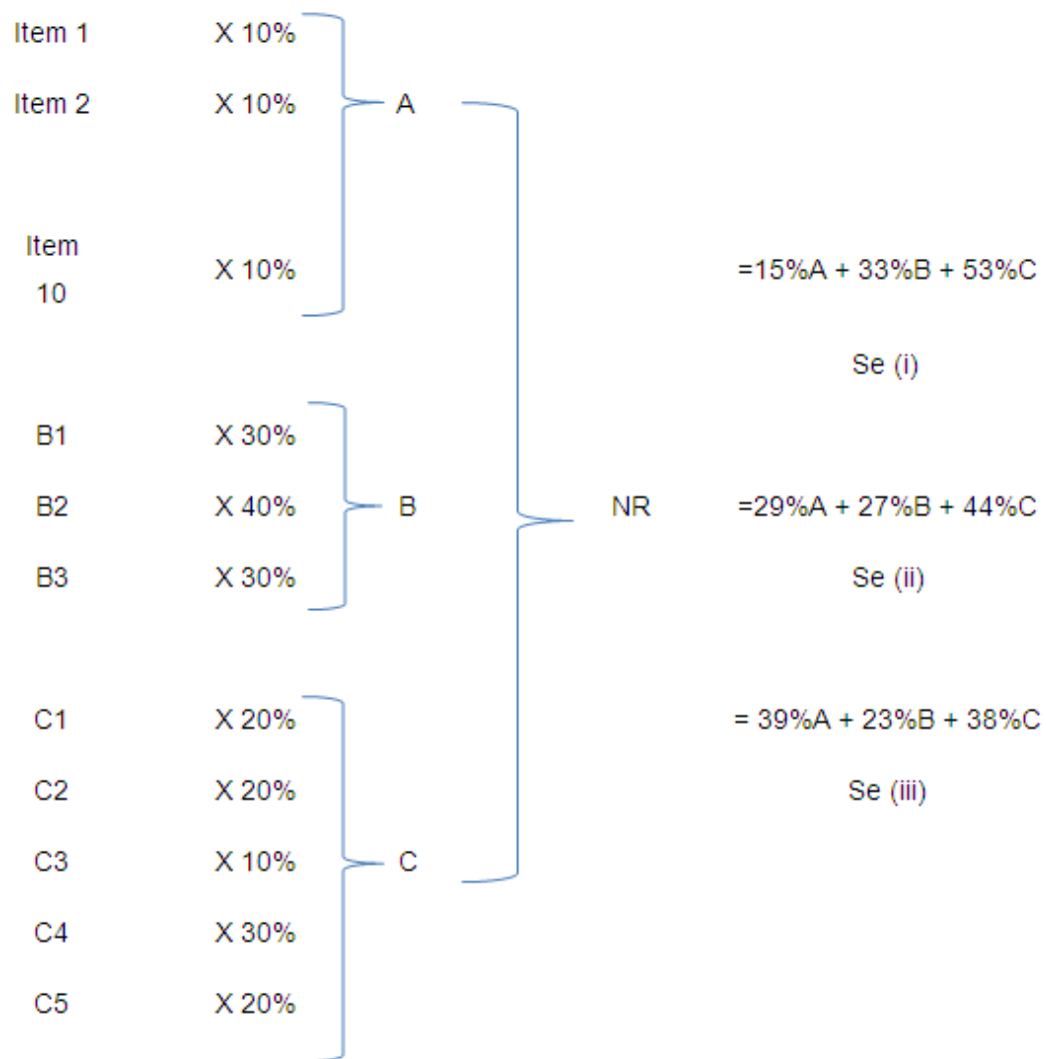 Item 1 X 10%
Item 2 X 10% A
Item
10
X 10% =15%A + 33%B + 53%C
Se (i)
B1 X 30%
B2 X 40% B NR =29%A + 27%B + 44%C
B3 X 30% Se (ii)
C1 X 20% = 39%A + 23%B + 38%C
C2 X 20% Se (iii)
C3 X 10% C
C4 X 30%
C5 X 20%